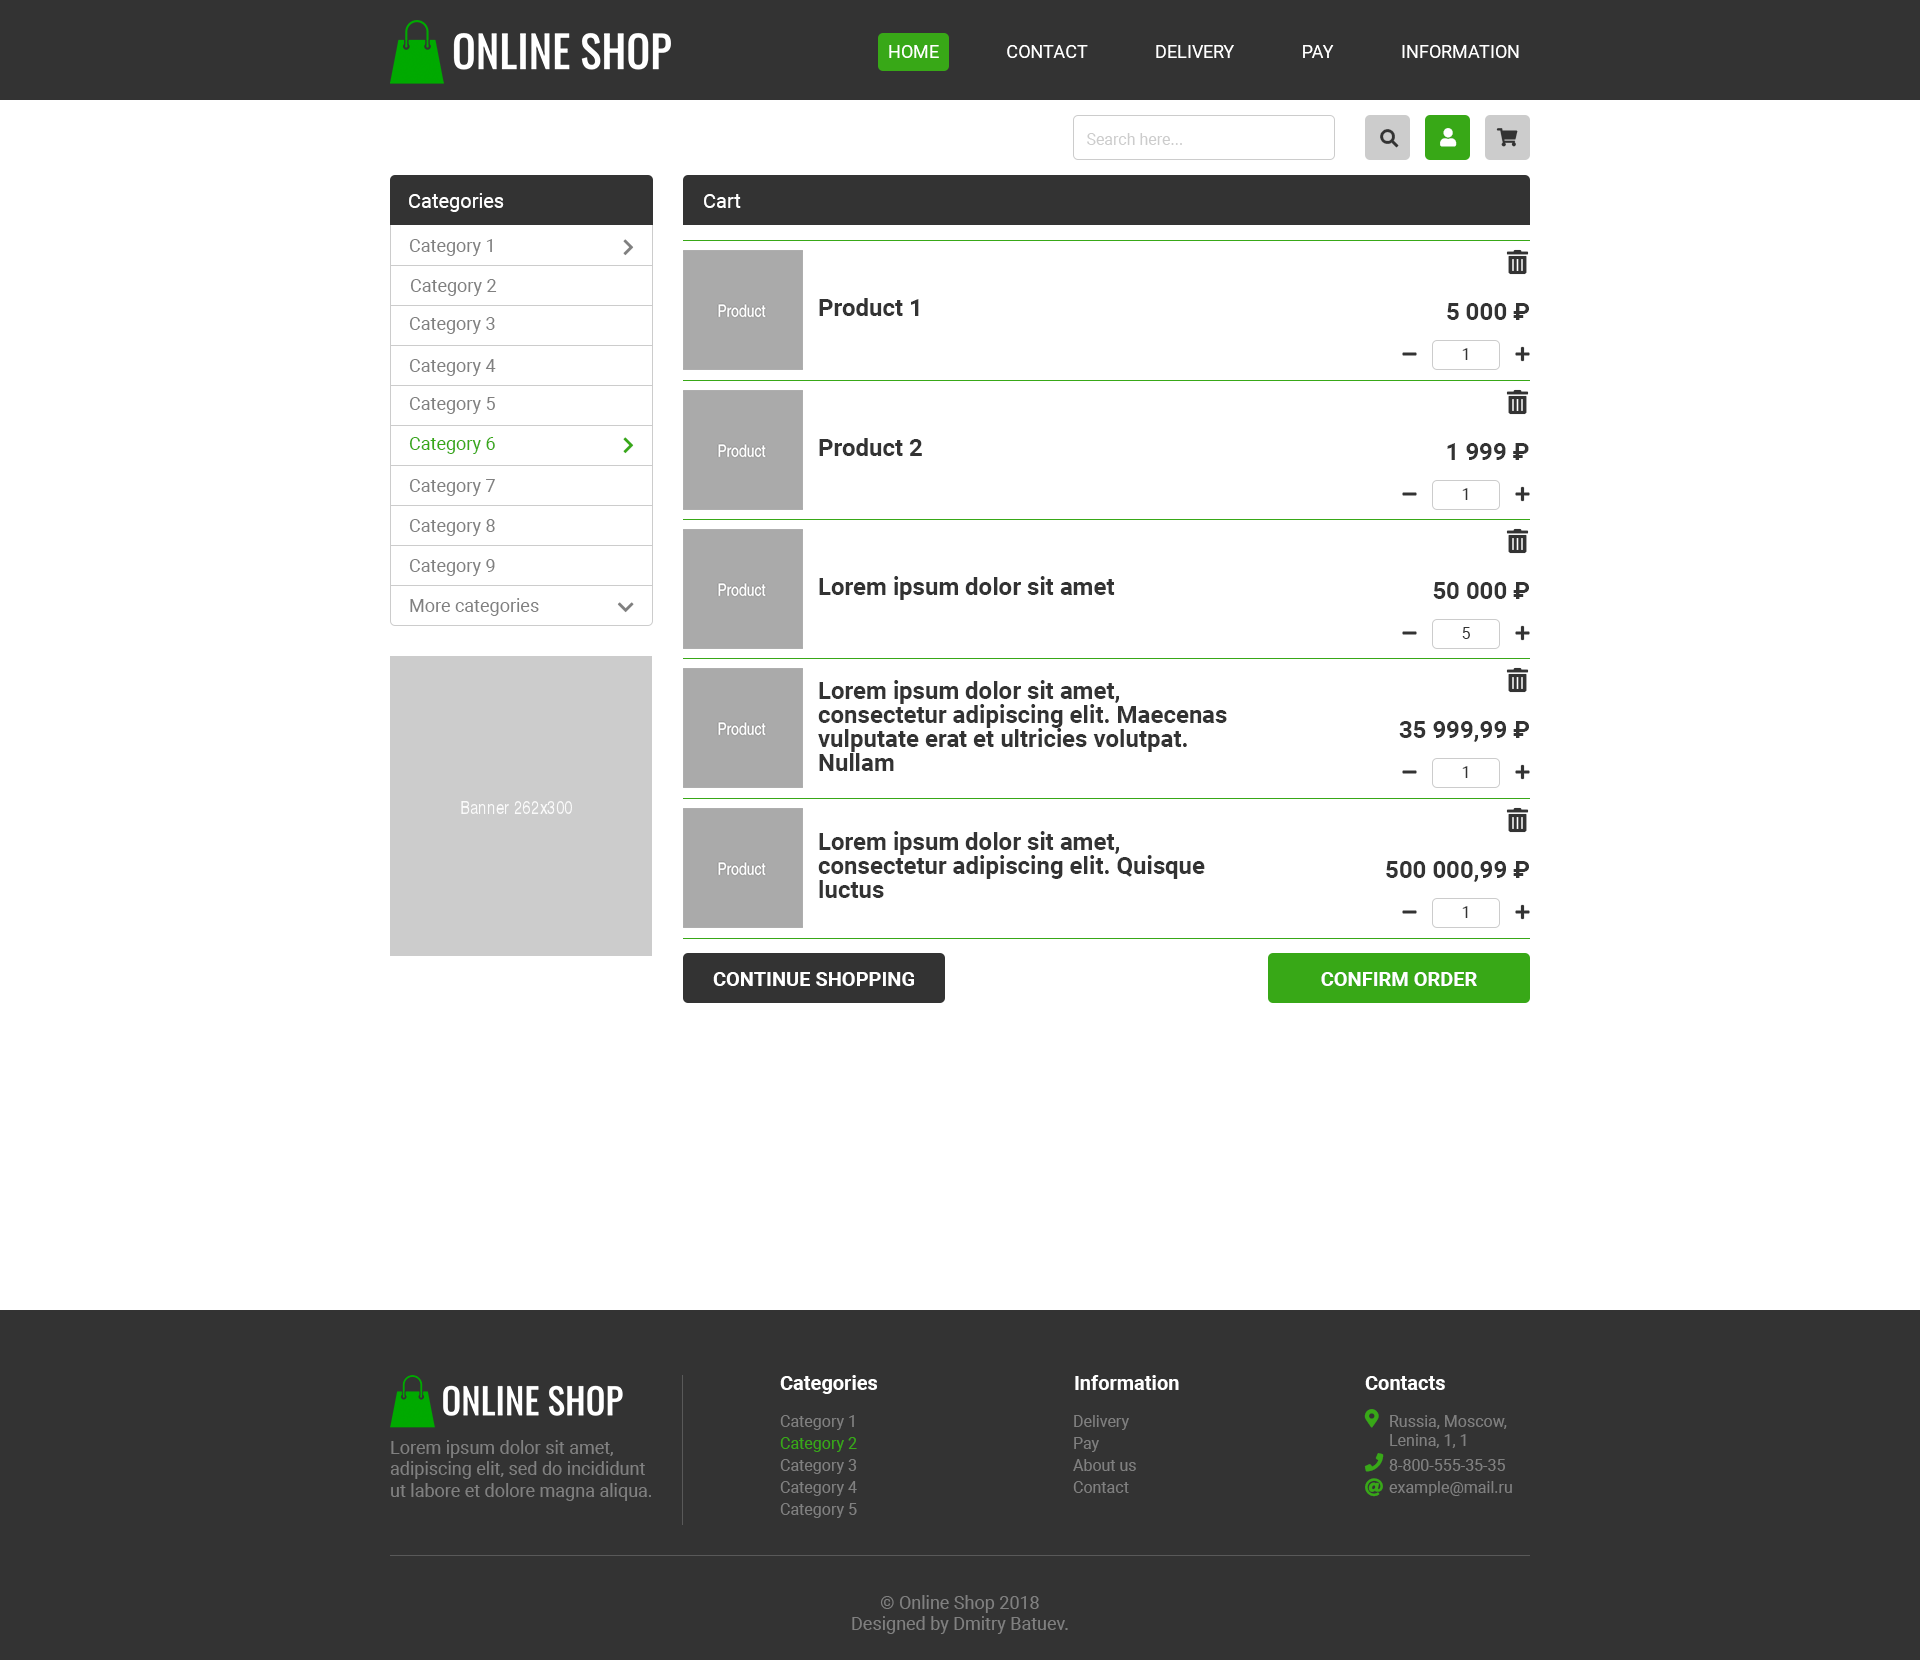 ONLINE SHOP
HOME
CONTACT
DELIVERY
PAY
INFORMATION
Search here...
Categories
Category 1
Category 2
Category 3
Category 4
Category 5
Category 6
Category 7
Category 8
Category 9
More categories
Banner 262x300
Cart
Product
Product 1
5 000 ₽
1
Product
Product 2
1 999 ₽
1
Product
Lorem ipsum dolor sit amet
50 000 ₽
5
Product
Lorem ipsum dolor sit amet,
consectetur adipiscing elit. Maecenas
vulputate erat et ultricies volutpat.
Nullam
35 999,99 ₽
1
Product
Lorem ipsum dolor sit amet,
consectetur adipiscing elit. Quisque
luctus
500 000,99 ₽
1
CONTINUE SHOPPING
CONFIRM ORDER
ONLINE SHOP
Lorem ipsum dolor sit amet,
adipiscing elit, sed do incididunt
ut labore et dolore magna aliqua.
Categories
Category 1
Category 2
Category 3
Category 4
Category 5
Information
Delivery
Pay
About us
Contact
Contacts
Russia, Moscow,
Lenina, 1, 1
8-800-555-35-35
example@mail.ru
© Online Shop 2018
Designed by Dmitry Batuev.